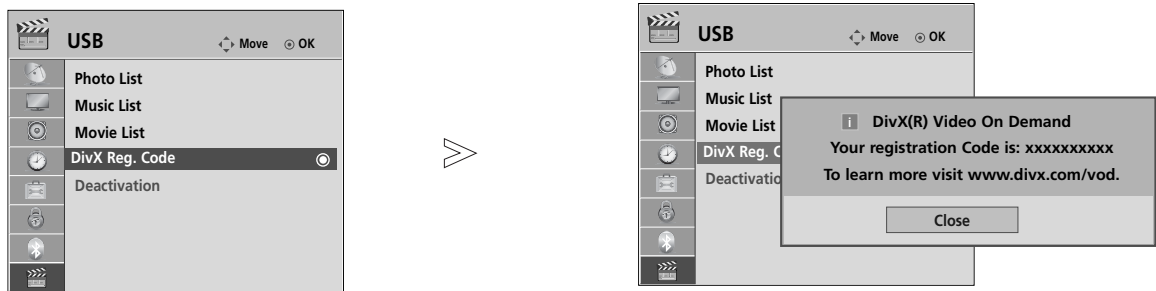 USB
Move
OK
Photo List
Music List
Movie List
DivX Reg. Code
Deactivation
USB
Move
OK
Photo List
Music List
Movie List
DivX Reg. C
Deactivatio
i DivX(R) Video On Demand
Your registration Code is: xxxxxxxxxx
To learn more visit www.divx.com/vod.
Close